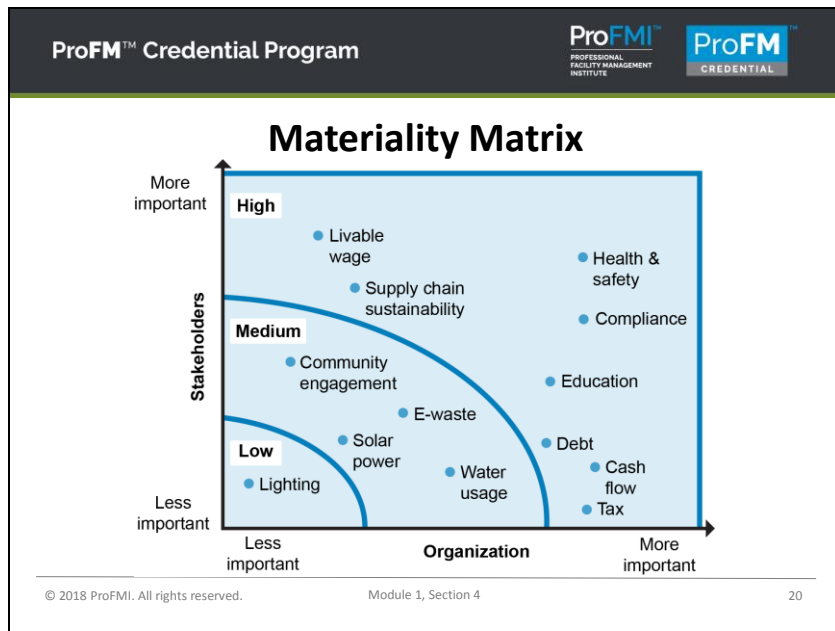 ProFM™ Credential Program
ProFMI™
PROFESSIONAL
FACILITY MANAGEMENT
INSTITUTE
ProFM™
CREDENTIAL
Materiality Matrix
More
important
High
Livable
wage
Health &
safety
Supply chain
sustainability
Compliance
Stakeholders
Medium
Community
engagement
Education
E-waste
Solar
power
Debt
Low
Lighting
Water
usage
Cash
flow
Tax
Less
important
Less
important
Organization
More
important
© 2018 ProFMI. All rights reserved.
Module 1, Section 4
20